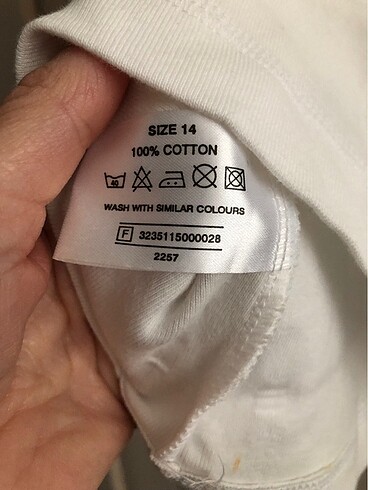 SIZE 14
100% COTTON
40
WASH WITH SIMILAR COLOURS
F 3235115000028
2257